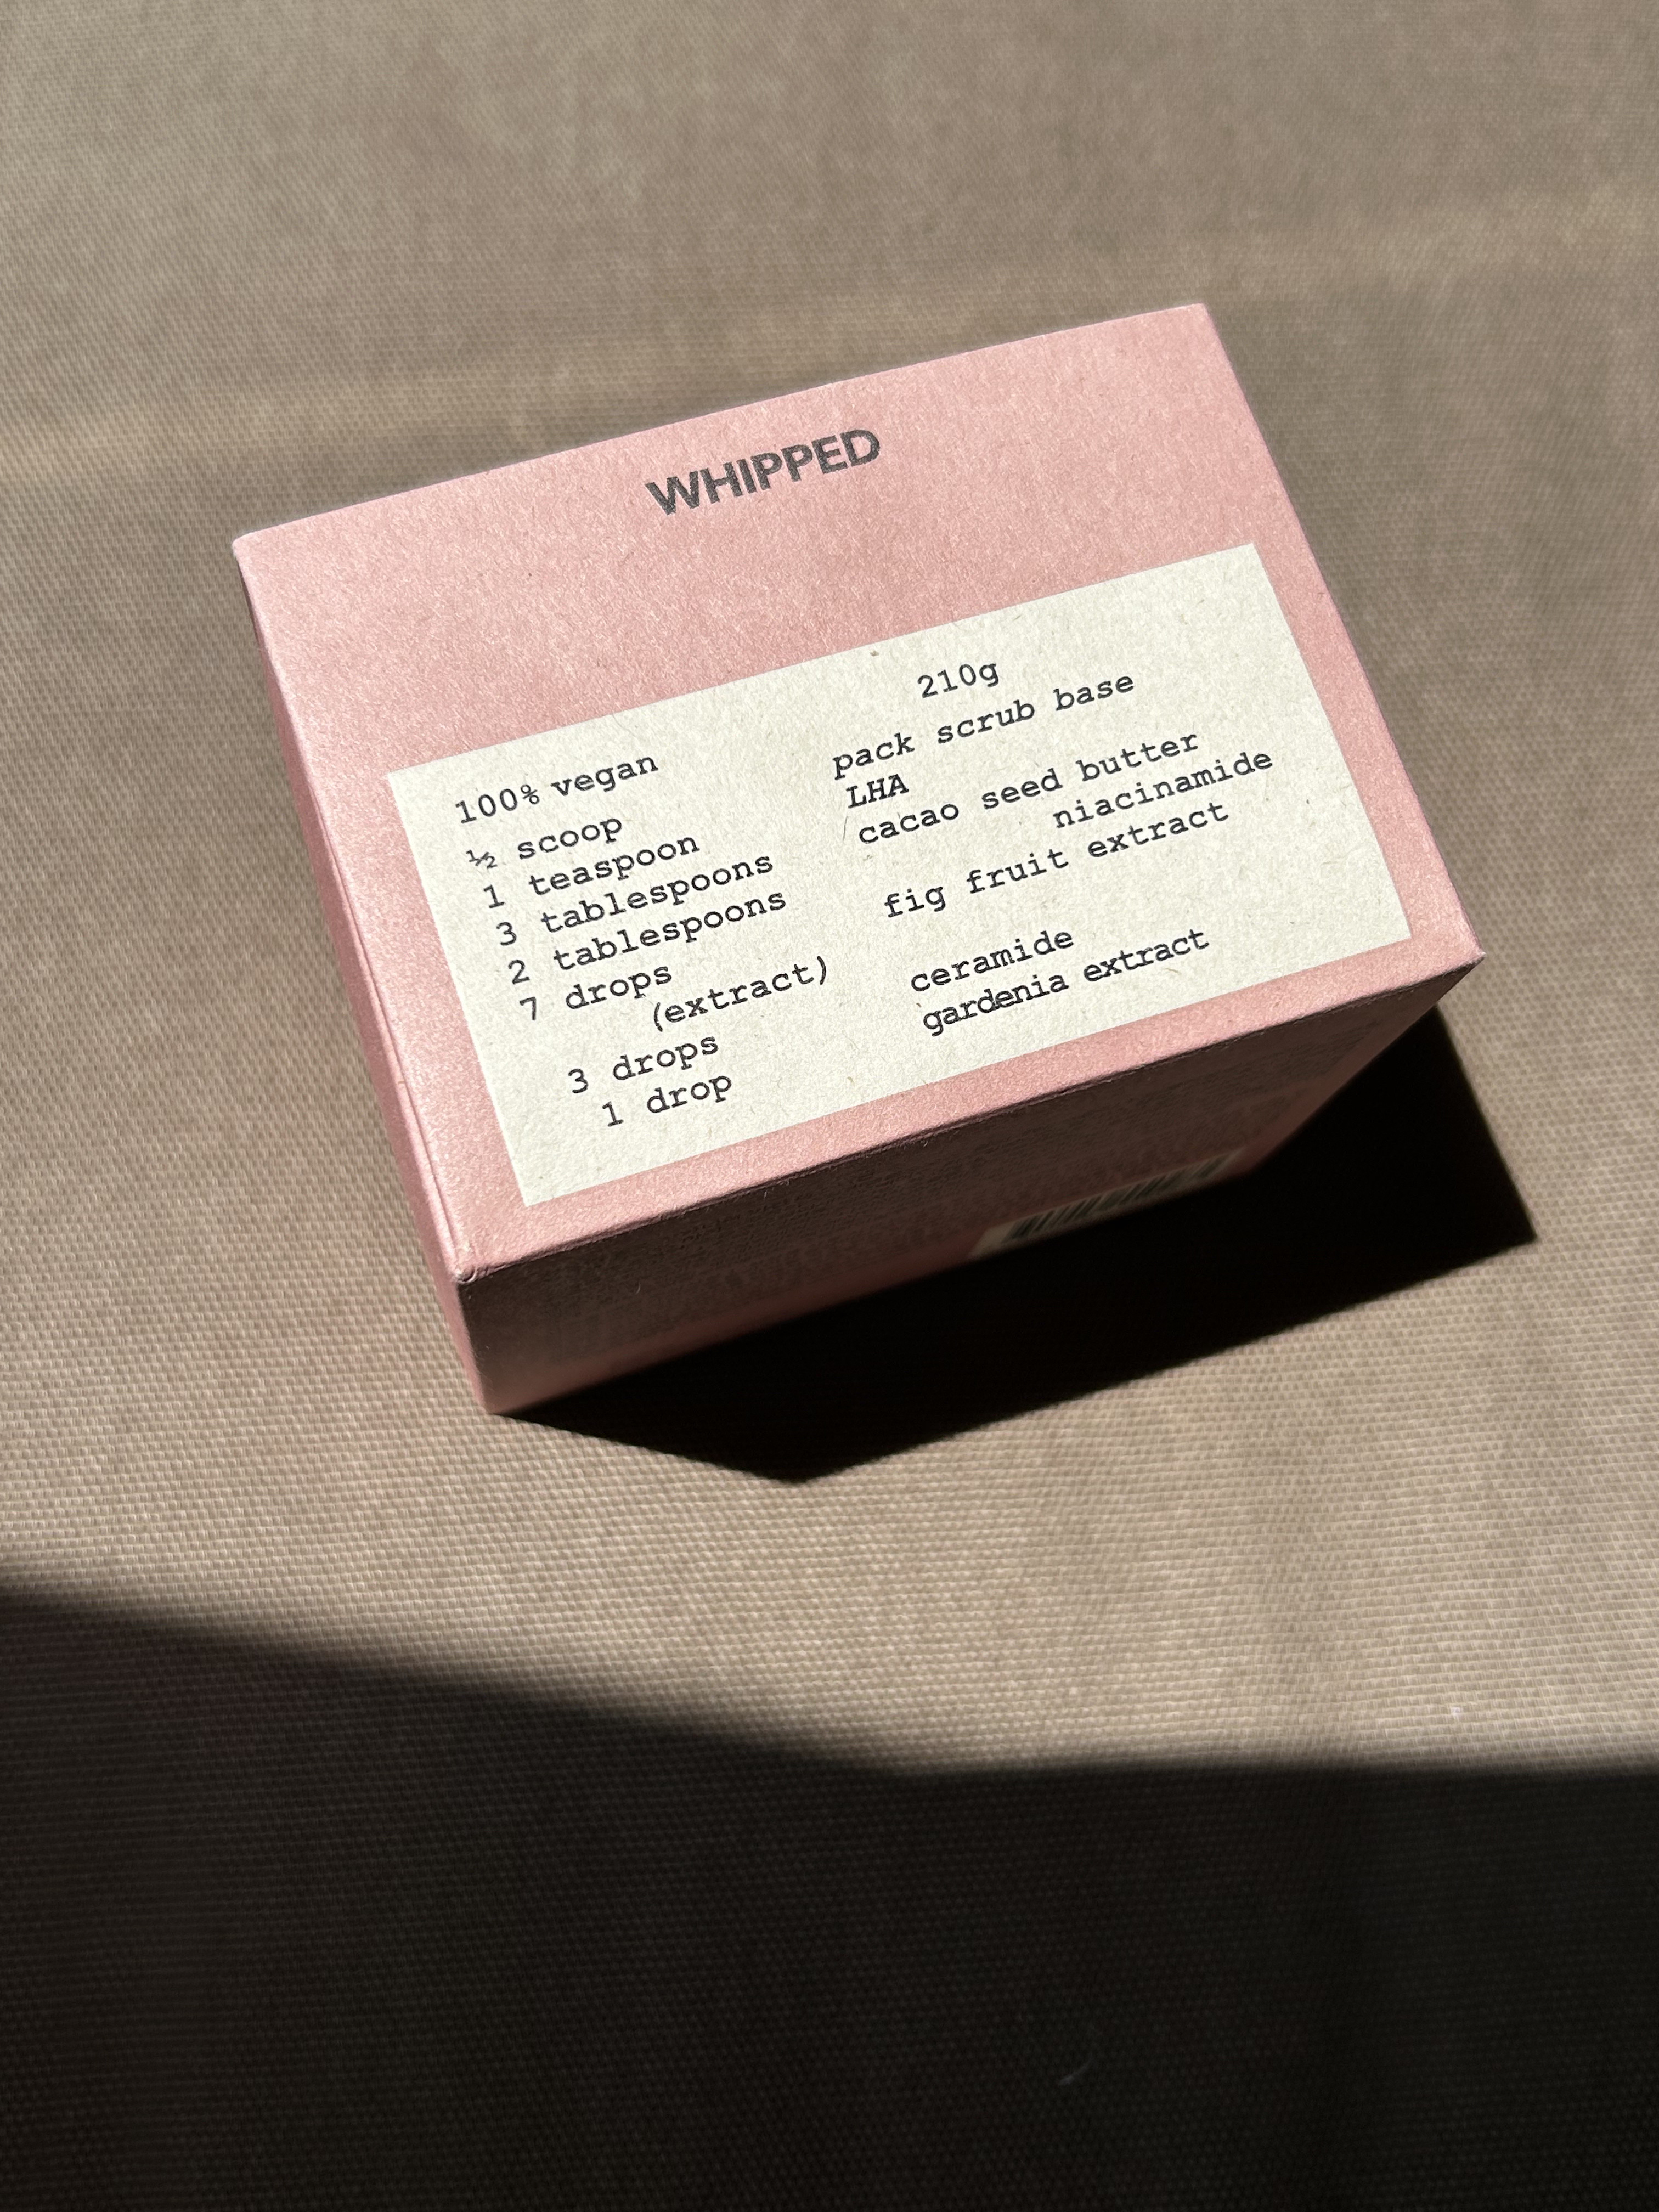 WHIPPED
100% vegan 210g
½ scoop pack scrub base
1 teaspoon LHA
3 tablespoons cacao seed butter
2 tablespoons niacinamide
7 drops fig fruit extract
(extract)
3 drops ceramide
1 drop gardenia extract